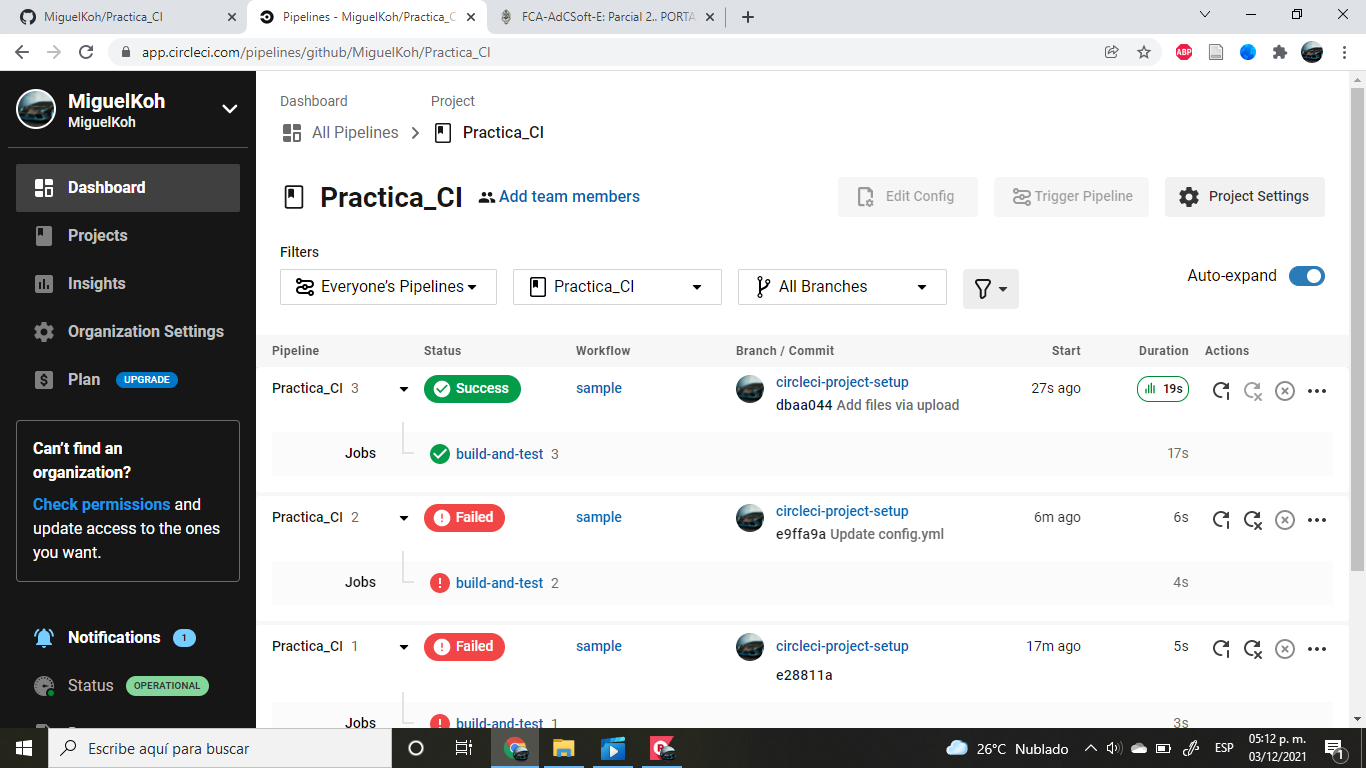 MiguelKoh/Practica_CI
Pipelines - MiguelKoh/Practica_C
FCA-AdCSoft-E: Parcial 2.. PORTA
app.circleci.com/pipelines/github/MiguelKoh/Practica_CI
ABP
MiguelKoh
MiguelKoh
Dashboard
Projects
Insights
Organization Settings
Plan UPGRADE
Can't find an
organization?
Check permissions and
update access to the ones
you want.
Notifications 1
Status OPERATIONAL
Dashboard Project
All Pipelines Practica_CI
Practica_CI Add team members Edit Config Trigger Pipeline Project Settings
Filters
Everyone's Pipelines Practica_CI All Branches Auto-expand
Pipeline Status Workflow Branch / Commit Start Duration Actions
Practica_CI 3 Success sample circleci-project-setup 27s ago 19s
dbaa044 Add files via upload
Jobs build-and-test 3 17s
Practica_CI 2 Failed sample circleci-project-setup 6m ago 6s
e9ffa9a Update config.yml
Jobs build-and-test 2 4s
Practica_CI 1 Failed sample circleci-project-setup 17m ago 5s
e28811a
Jobs build-and-test 1 3s
Escribe aquí para buscar
26°C Nublado ESP 05:12 p. m.
03/12/2021
1